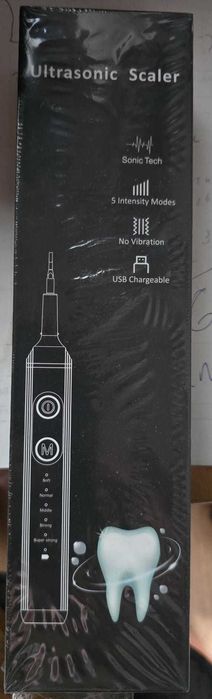 Ultrasonic Scaler
Sonic Tech
5 Intensity Modes
No Vibration
USB Chargeable
M
Soft
Normal
Middle
Strong
Super strong